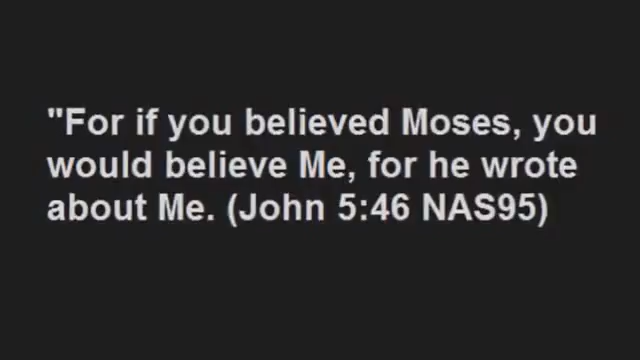 "For if you believed Moses, you
would believe Me, for he wrote
about Me. (John 5:46 NAS95)